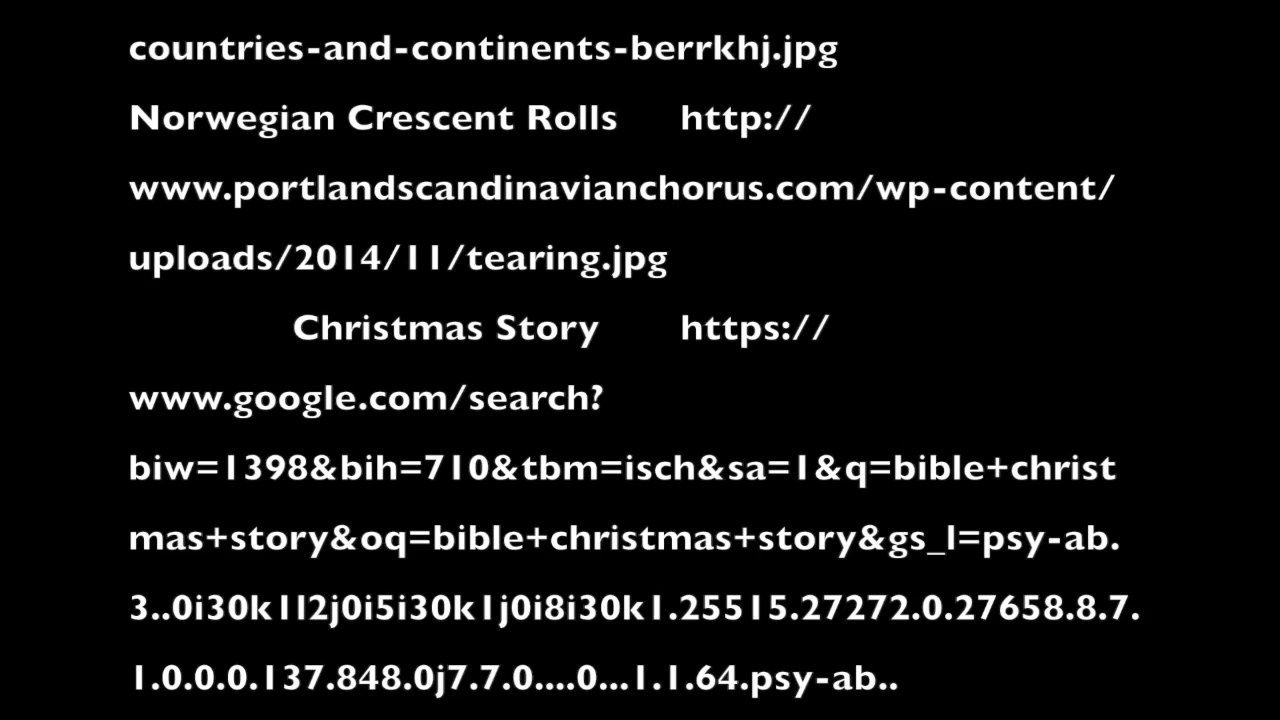 countries-and-continents-berrkhj.jpg
Norwegian Crescent Rolls http://
www.portlandscandinavianchorus.com/wp-content/
uploads/2014/11/tearing.jpg
Christmas Story https://
www.google.com/search?
biw=1398&bih=710&tbm=isch&sa=1&q=bible+christ
mas+story&oq=bible+christmas+story&gs_l=psy-ab.
3..0i30k1l2j0i5i30k1j0i8i30k1.25515.27272.0.27658.8.7.
1.0.0.0.137.848.0j7.7.0....0...1.1.64.psy-ab..